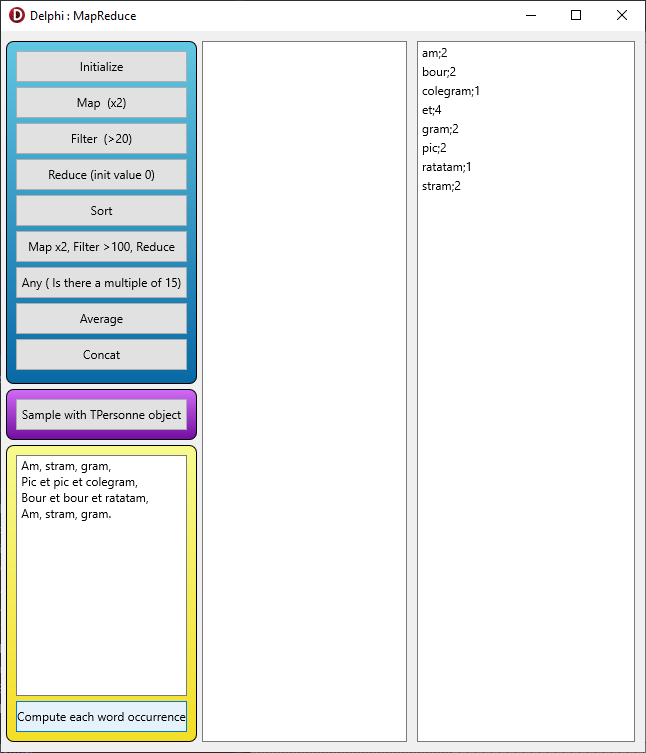 Delphi : MapReduce
Initialize
Map (x2)
Filter (>20)
Reduce (init value 0)
Sort
Map x2, Filter >100, Reduce
Any ( Is there a multiple of 15)
Average
Concat
Sample with TPersonne object
Am, stram, gram,
Pic et pic et colegram,
Bour et bour et ratatam,
Am, stram, gram.
Compute each word occurrence
am;2
bour;2
colegram;1
et;4
gram;2
pic;2
ratatam;1
stram;2